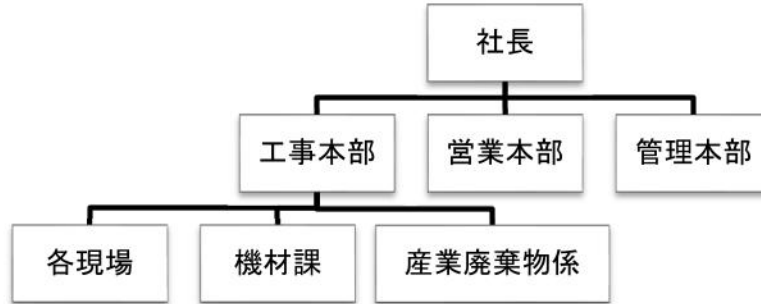 社長
工事本部
営業本部
管理本部
各現場
機材課
産業廃棄物係